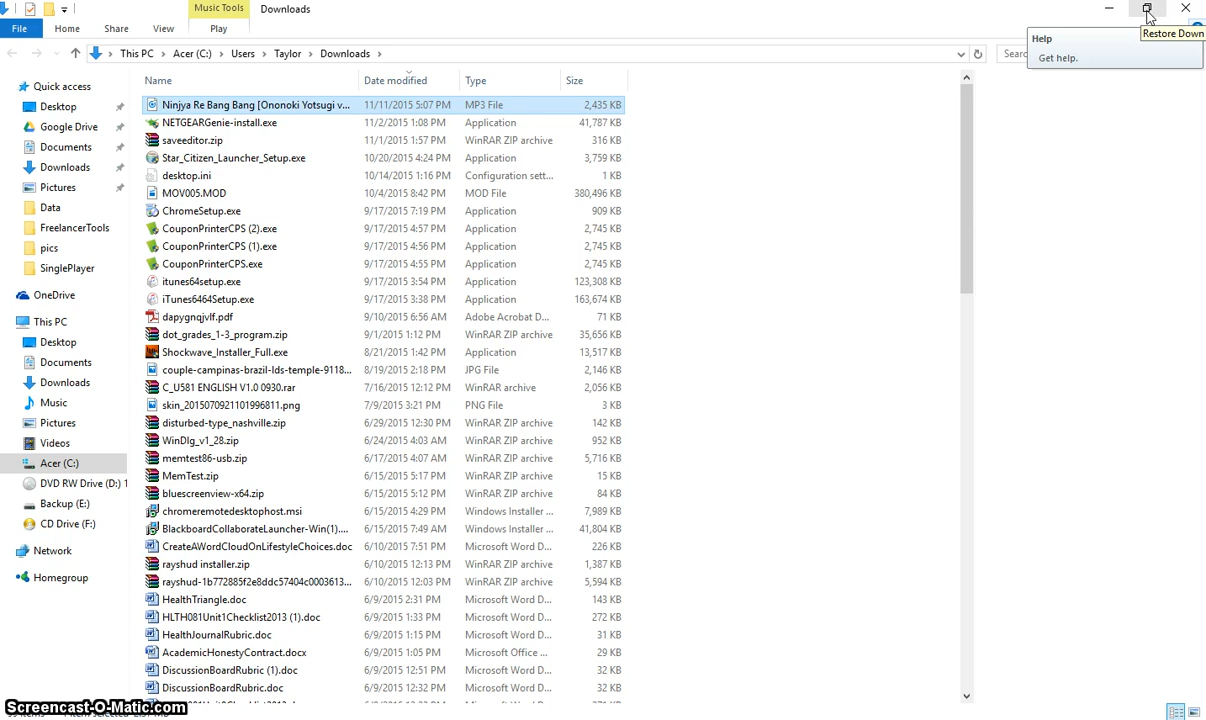 Music Tools
Downloads
File
Home
Share
View
Play
Restore Down
Help
Get help.
This PC
Acer (C:)
Users
Taylor
Downloads
Sear
Name
Date modified
Type
Size
Quick access
Desktop
Google Drive
Documents
Downloads
Pictures
Data
FreelancerTools
pics
SinglePlayer
OneDrive
This PC
Desktop
Documents
Downloads
Music
Pictures
Videos
Acer (C:)
DVD RW Drive (D:) 1
Backup (E:)
CD Drive (F:)
Network
Homegroup
Ninjya Re Bang Bang [Ononoki Yotsugi v... 11/11/2015 5:07 PM MP3 File 2,435 KB
NETGEARGenie-install.exe 11/2/2015 1:08 PM Application 41,787 KB
saveeditor.zip 11/1/2015 1:57 PM WinRAR ZIP archive 316 KB
Star_Citizen_Launcher_Setup.exe 10/20/2015 4:24 PM Application 3,759 KB
desktop.ini 10/14/2015 1:16 PM Configuration sett... 1 KB
MOV005.MOD 10/4/2015 8:42 PM MOD File 380,496 KB
ChromeSetup.exe 9/17/2015 7:19 PM Application 909 KB
CouponPrinterCPS (2).exe 9/17/2015 4:57 PM Application 2,745 KB
CouponPrinterCPS (1).exe 9/17/2015 4:56 PM Application 2,745 KB
CouponPrinterCPS.exe 9/17/2015 4:55 PM Application 2,745 KB
itunes64setup.exe 9/17/2015 3:54 PM Application 123,308 KB
iTunes6464Setup.exe 9/17/2015 3:38 PM Application 163,674 KB
dapygnqjvlf.pdf 9/10/2015 6:56 AM Adobe Acrobat D... 71 KB
dot_grades_1-3_program.zip 9/1/2015 1:12 PM WinRAR ZIP archive 35,656 KB
Shockwave_Installer_Full.exe 8/21/2015 1:42 PM Application 13,517 KB
couple-campinas-brazil-lds-temple-9118... 8/19/2015 2:18 PM JPG File 2,146 KB
C_U581 ENGLISH V1.0 0930.rar 7/16/2015 12:12 PM WinRAR archive 2,056 KB
skin_2015070921101996811.png 7/9/2015 3:21 PM PNG File 3 KB
disturbed-type_nashville.zip 6/29/2015 12:30 PM WinRAR ZIP archive 142 KB
WinDlg_v1_28.zip 6/24/2015 4:03 AM WinRAR ZIP archive 952 KB
memtest86-usb.zip 6/17/2015 4:07 AM WinRAR ZIP archive 5,716 KB
MemTest.zip 6/15/2015 5:17 PM WinRAR ZIP archive 15 KB
bluescreenview-x64.zip 6/15/2015 5:12 PM WinRAR ZIP archive 84 KB
chromeremotedesktophost.msi 6/15/2015 4:29 PM Windows Installer ... 7,989 KB
BlackboardCollaborateLauncher-Win(1).... 6/15/2015 7:49 AM Windows Installer ... 41,804 KB
CreateAWordCloudOnLifestyleChoices.doc 6/10/2015 7:51 PM Microsoft Word D... 226 KB
rayshud installer.zip 6/10/2015 12:13 PM WinRAR ZIP archive 1,387 KB
rayshud-1b772885f2e8ddc57404c0003613... 6/10/2015 12:03 PM WinRAR ZIP archive 5,594 KB
HealthTriangle.doc 6/9/2015 2:31 PM Microsoft Word D... 143 KB
HLTH081Unit1Checklist2013 (1).doc 6/9/2015 1:33 PM Microsoft Word D... 272 KB
HealthJournalRubric.doc 6/9/2015 1:15 PM Microsoft Word D... 31 KB
AcademicHonestyContract.docx 6/9/2015 1:05 PM Microsoft Office ... 29 KB
DiscussionBoardRubric (1).doc 6/9/2015 12:51 PM Microsoft Word D... 32 KB
DiscussionBoardRubric.doc 6/9/2015 12:32 PM Microsoft Word D... 32 KB
Screencast-O-Matic.com